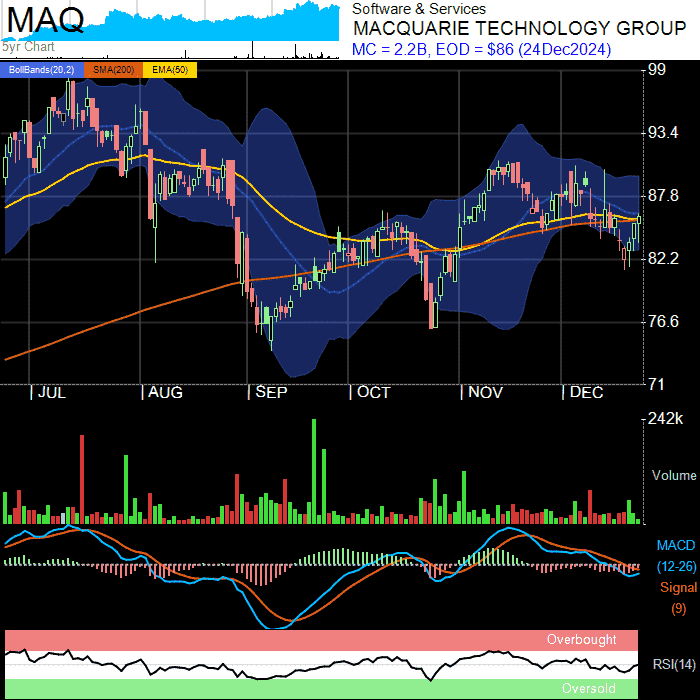 MAQ
5yr Chart
Software & Services
MACQUARIE TECHNOLOGY GROUP
MC = 2.2B, EOD = $86 (24Dec2024)
BollBands(20,2) SMA(200) EMA(50)
99
93.4
87.8
82.2
76.6
71
JUL AUG SEP OCT NOV DEC
242k
Volume
MACD
(12-26)
Signal
(9)
Overbought
RSI(14)
Oversold